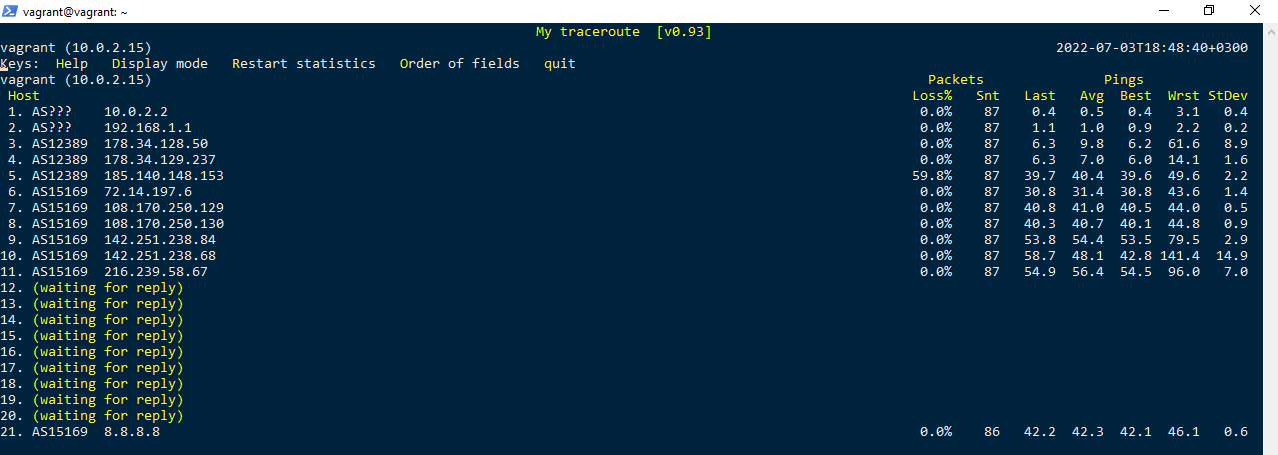 vagrant@vagrant: ~
My traceroute  [v0.93]
vagrant (10.0.2.15)                                                    2022-07-03T18:48:40+0300
Keys:  Help   Display mode   Restart statistics   Order of fields   quit
vagrant (10.0.2.15)                                   Packets               Pings
 Host                                               Loss%   Snt   Last   Avg  Best  Wrst StDev
 1. AS???    10.0.2.2                                0.0%    87    0.4   0.5   0.4   3.1   0.4
 2. AS???    192.168.1.1                             0.0%    87    1.1   1.0   0.9   2.2   0.2
 3. AS12389  178.34.128.50                           0.0%    87    6.3   9.8   6.2  61.6   8.9
 4. AS12389  178.34.129.237                          0.0%    87    6.3   7.0   6.0  14.1   1.6
 5. AS12389  185.140.148.153                        59.8%    87   39.7  40.4  39.6  49.6   2.2
 6. AS15169  72.14.197.6                             0.0%    87   30.8  31.4  30.8  43.6   1.4
 7. AS15169  108.170.250.129                         0.0%    87   40.8  41.0  40.5  44.0   0.5
 8. AS15169  108.170.250.130                         0.0%    87   40.3  40.7  40.1  44.8   0.9
 9. AS15169  142.251.238.84                          0.0%    87   53.8  54.4  53.5  79.5   2.9
10. AS15169  142.251.238.68                          0.0%    87   58.7  48.1  42.8 141.4  14.9
11. AS15169  216.239.58.67                           0.0%    87   54.9  56.4  54.5  96.0   7.0
12. (waiting for reply)
13. (waiting for reply)
14. (waiting for reply)
15. (waiting for reply)
16. (waiting for reply)
17. (waiting for reply)
18. (waiting for reply)
19. (waiting for reply)
20. (waiting for reply)
21. AS15169  8.8.8.8                                 0.0%    86   42.2  42.3  42.1  46.1   0.6